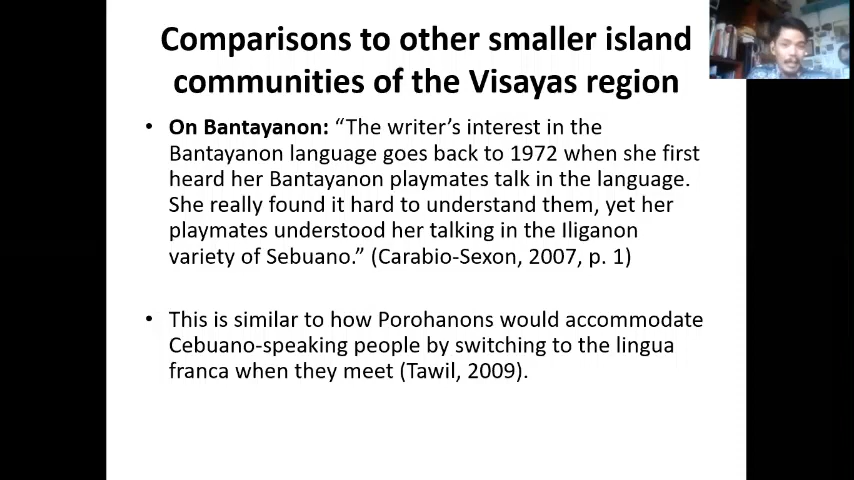 Comparisons to other smaller island
communities of the Visayas region
• On Bantayanon: “The writer’s interest in the
Bantayanon language goes back to 1972 when she first
heard her Bantayanon playmates talk in the language.
She really found it hard to understand them, yet her
playmates understood her talking in the Iliganon
variety of Sebuano.” (Carabio-Sexon, 2007, p. 1)
• This is similar to how Porohanons would accommodate
Cebuano-speaking people by switching to the lingua
franca when they meet (Tawil, 2009).